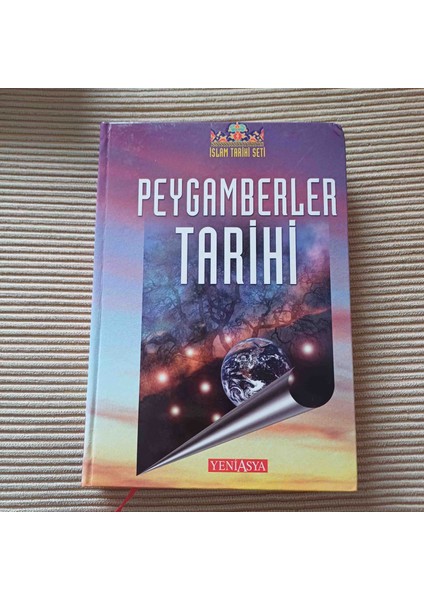 İSLAM TARİHİ SETİ
PEYGAMBERLER
TARİHİ
YENİASYA